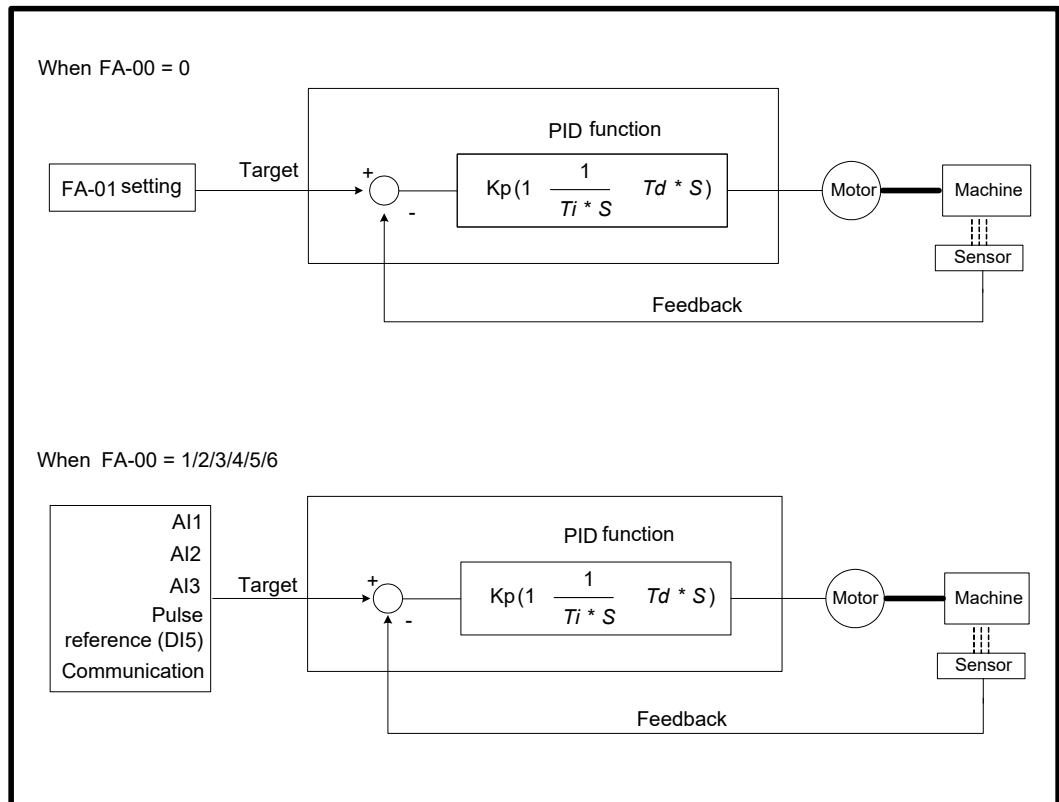 When FA-00 = 0
PID function
FA-01 setting
Target
+
-
Kp(1 1/Ti * S Td * S)
Motor
Machine
Sensor
Feedback
When FA-00 = 1/2/3/4/5/6
AI1
AI2
AI3
Pulse
reference (DI5)
Communication
Target
+
-
PID function
Kp(1 1/Ti * S Td * S)
Motor
Machine
Sensor
Feedback